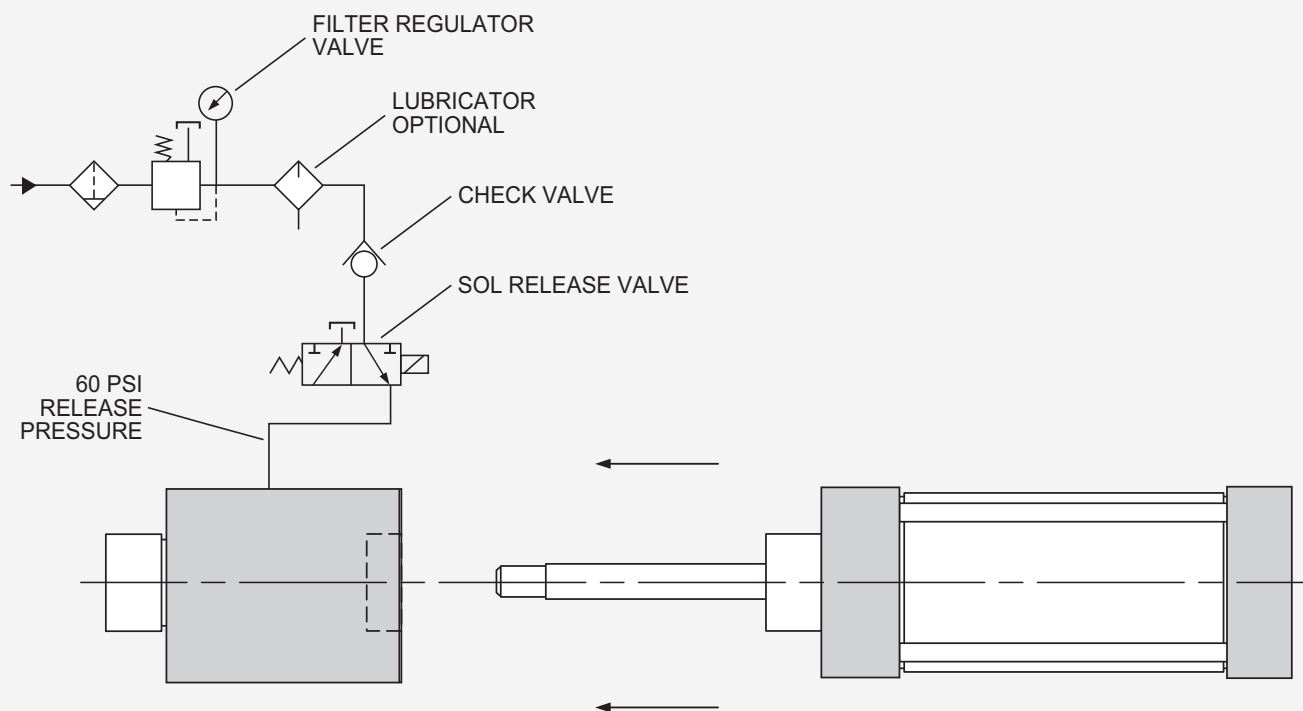 FILTER REGULATOR
VALVE
LUBRICATOR
OPTIONAL
CHECK VALVE
SOL RELEASE VALVE
60 PSI
RELEASE
PRESSURE